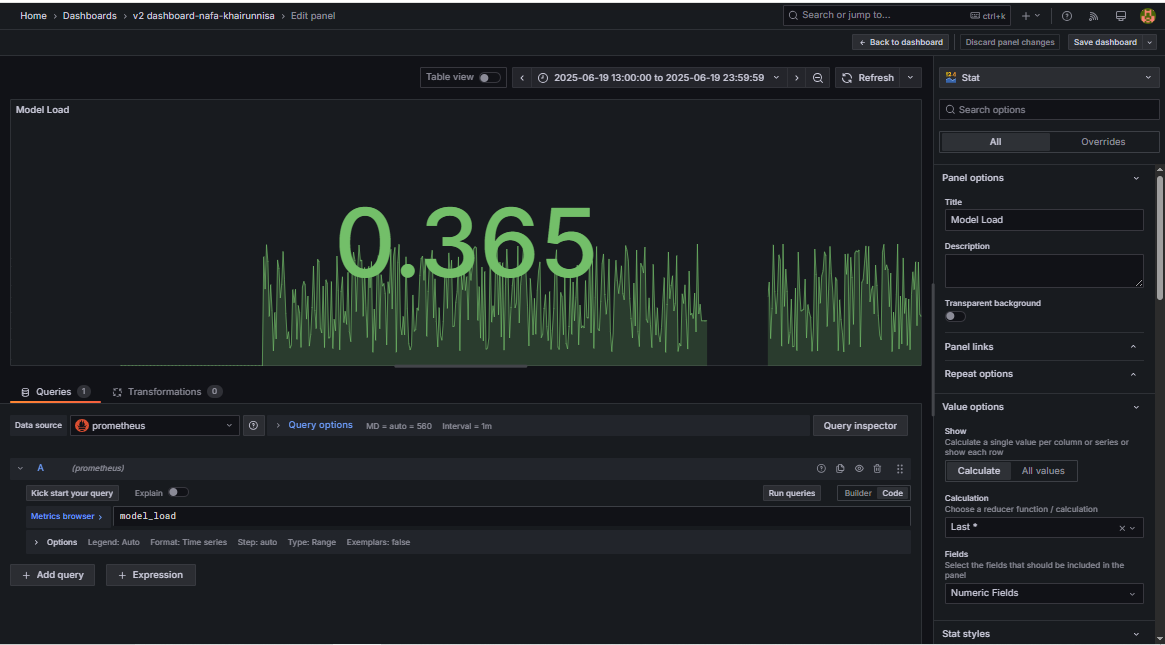 Home › Dashboards › v2 dashboard-nafa-khairunnisa › Edit panel
Search or jump to... ctrl+k
Back to dashboard Discard panel changes Save dashboard
Table view 2025-06-19 13:00:00 to 2025-06-19 23:59:59 Refresh
Stat
Model Load
0.365
Search options
All Overrides
Panel options
Title
Model Load
Description
Transparent background
Panel links
Repeat options
Value options
Show
Calculate a single value per column or series or
show each row
Calculate All values
Calculation
Choose a reducer function / calculation
Last *
Fields
Select the fields that should be included in the
panel
Numeric Fields
Stat styles
Queries 1 Transformations 0
Data source prometheus Query options MD = auto = 560 Interval = 1m Query inspector
A (prometheus)
Kick start your query Explain Run queries Builder Code
Metrics browser › model_load
Options Legend: Auto Format: Time series Step: auto Type: Range Exemplars: false
+ Add query + Expression